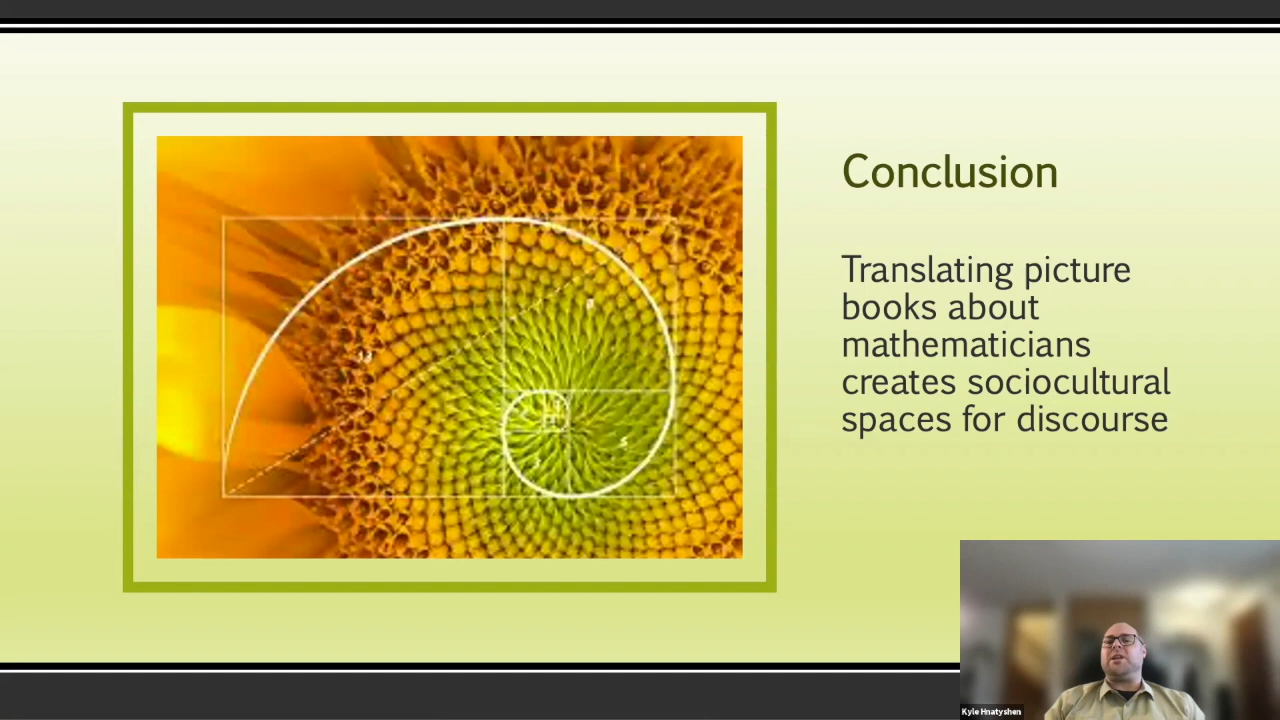 Conclusion
Translating picture
books about
mathematicians
creates sociocultural
spaces for discourse
Kyle Hnatyshen